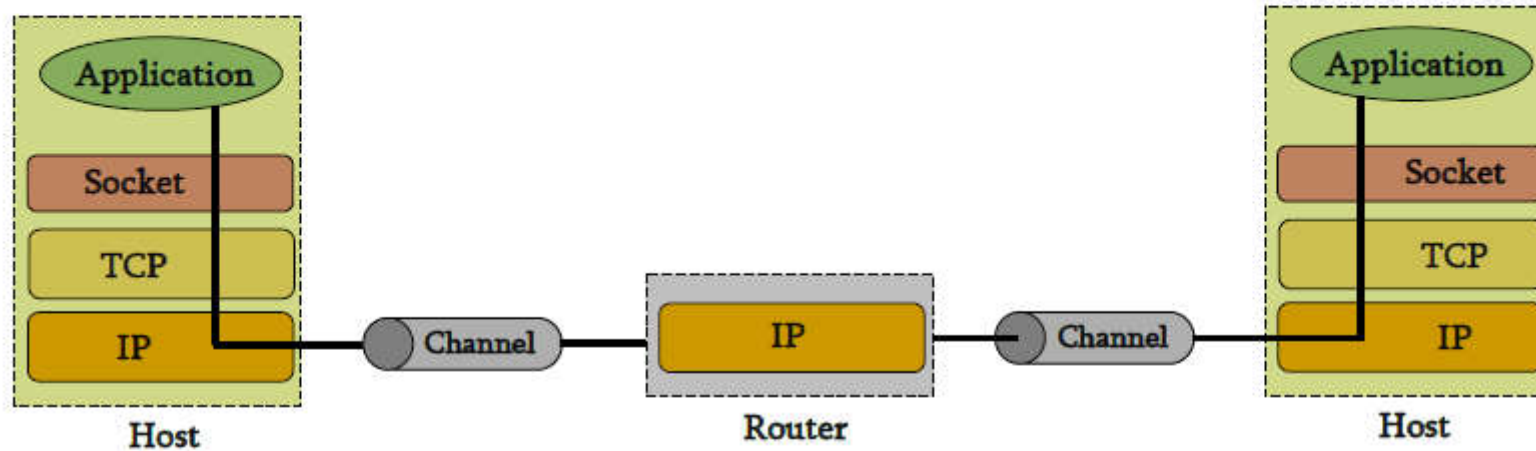 Application
Socket
TCP
IP
Host
Channel
IP
Router
Channel
Application
Socket
TCP
IP
Host